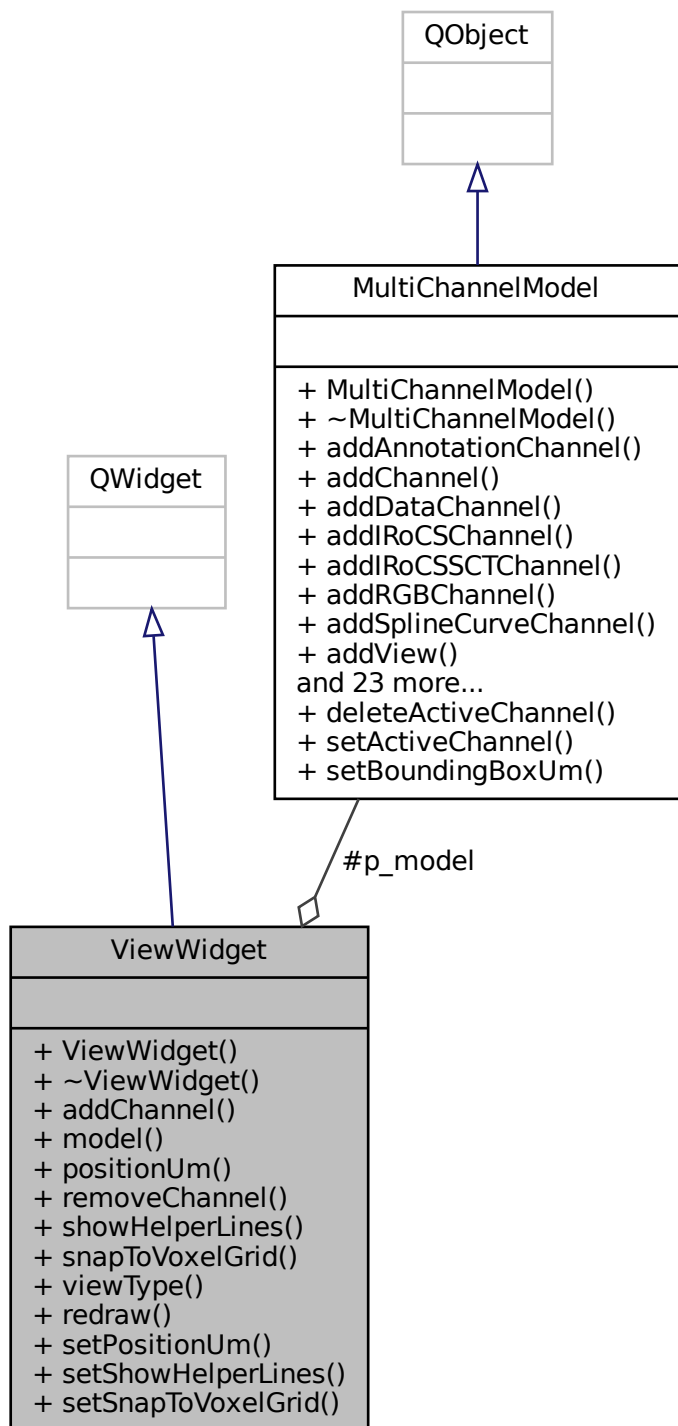 QObject
MultiChannelModel
+ MultiChannelModel()
+ ~MultiChannelModel()
+ addAnnotationChannel()
+ addChannel()
+ addDataChannel()
+ addIRoCSChannel()
+ addIRoCSSCTChannel()
+ addRGBChannel()
+ addSplineCurveChannel()
+ addView()
and 23 more...
+ deleteActiveChannel()
+ setActiveChannel()
+ setBoundingBoxUm()
QWidget
#p_model
ViewWidget
+ ViewWidget()
+ ~ViewWidget()
+ addChannel()
+ model()
+ positionUm()
+ removeChannel()
+ showHelperLines()
+ snapToVoxelGrid()
+ viewType()
+ redraw()
+ setPositionUm()
+ setShowHelperLines()
+ setSnapToVoxelGrid()